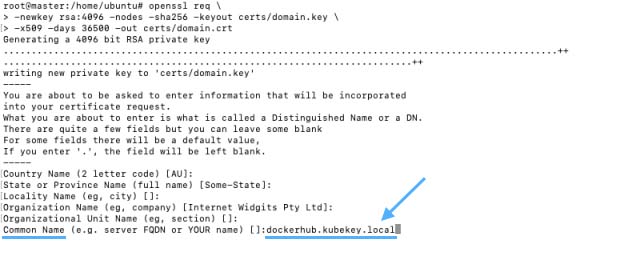 root@master:/home/ubuntu# openssl req \
> -newkey rsa:4096 -nodes -sha256 -keyout certs/domain.key \
> -x509 -days 36500 -out certs/domain.crt
Generating a 4096 bit RSA private key
..................................................................................................++
.........................................................................++
writing new private key to 'certs/domain.key'
-----
You are about to be asked to enter information that will be incorporated
into your certificate request.
What you are about to enter is what is called a Distinguished Name or a DN.
There are quite a few fields but you can leave some blank
For some fields there will be a default value,
If you enter '.', the field will be left blank.
-----
Country Name (2 letter code) [AU]:
State or Province Name (full name) [Some-State]:
Locality Name (eg, city) []:
Organization Name (eg, company) [Internet Widgits Pty Ltd]:
Organizational Unit Name (eg, section) []:
Common Name (e.g. server FQDN or YOUR name) []:dockerhub.kubekey.local